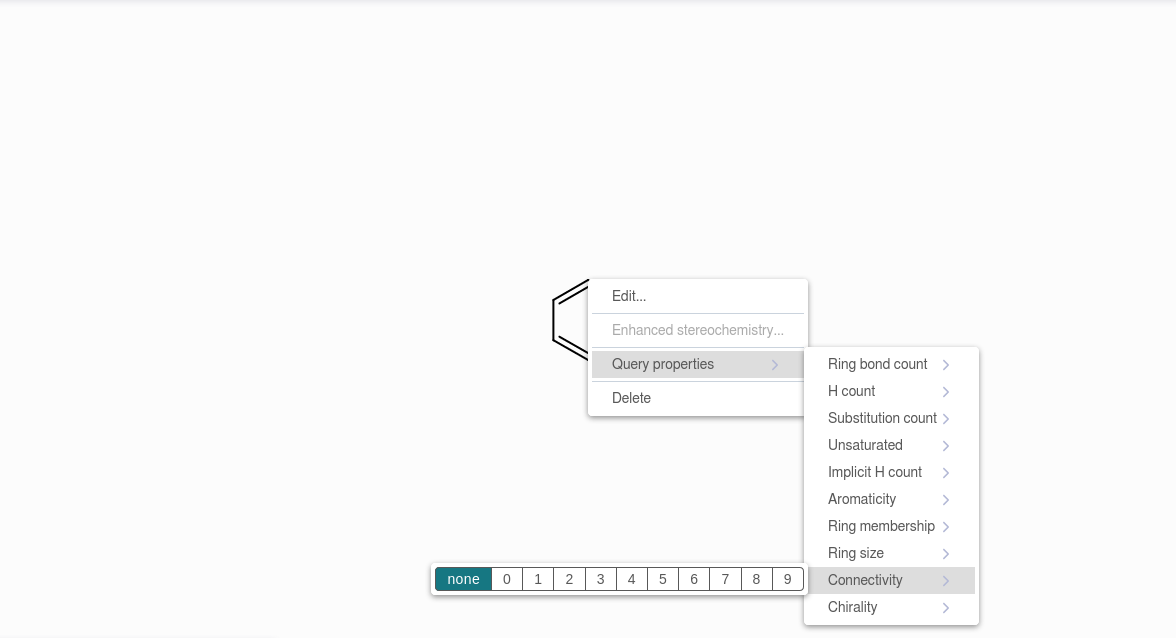 Edit...
Enhanced stereochemistry...
Query properties
Delete
Ring bond count
H count
Substitution count
Unsaturated
Implicit H count
Aromaticity
Ring membership
Ring size
Connectivity
Chirality
none 0 1 2 3 4 5 6 7 8 9